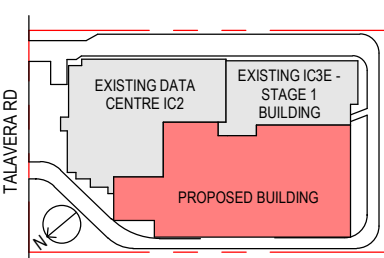 EXISTING DATA
CENTRE IC2
EXISTING IC3E -
STAGE 1
BUILDING
TALAVERA RD
PROPOSED BUILDING
N